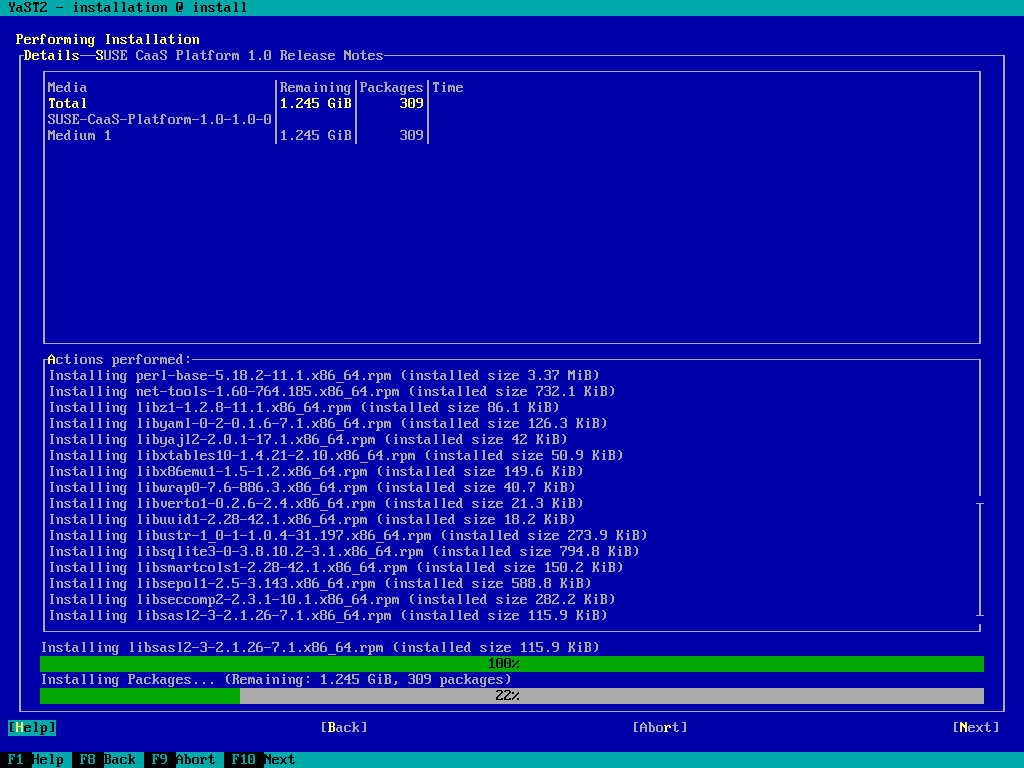 YaST2 - installation @ install
Performing Installation
Details SUSE CaaS Platform 1.0 Release Notes
Media Remaining Packages Time
Total 1.245 GiB 309
SUSE-CaaS-Platform-1.0-1.0-0
Medium 1 1.245 GiB 309
Actions performed:
Installing perl-base-5.18.2-11.1.x86_64.rpm (installed size 3.37 MiB)
Installing net-tools-1.60-764.185.x86_64.rpm (installed size 732.1 KiB)
Installing libz1-1.2.8-11.1.x86_64.rpm (installed size 86.1 KiB)
Installing libyaml-0-2-0.1.6-7.1.x86_64.rpm (installed size 126.3 KiB)
Installing libyajl2-2.0.1-17.1.x86_64.rpm (installed size 42 KiB)
Installing libxtables10-1.4.21-2.10.x86_64.rpm (installed size 50.9 KiB)
Installing libx86emu1-1.5-1.2.x86_64.rpm (installed size 149.6 KiB)
Installing libwrap0-7.6-886.3.x86_64.rpm (installed size 40.7 KiB)
Installing libverto1-0.2.6-2.4.x86_64.rpm (installed size 21.3 KiB)
Installing libuuid1-2.28-42.1.x86_64.rpm (installed size 18.2 KiB)
Installing libustr-1_0-1-1.0.4-31.197.x86_64.rpm (installed size 273.9 KiB)
Installing libsqlite3-0-3.8.10.2-3.1.x86_64.rpm (installed size 794.8 KiB)
Installing libsmartcols1-2.28-42.1.x86_64.rpm (installed size 150.2 KiB)
Installing libsepol1-2.5-3.143.x86_64.rpm (installed size 588.8 KiB)
Installing libseccomp2-2.3.1-10.1.x86_64.rpm (installed size 282.2 KiB)
Installing libsasl2-3-2.1.26-7.1.x86_64.rpm (installed size 115.9 KiB)
Installing libsasl2-3-2.1.26-7.1.x86_64.rpm (installed size 115.9 KiB)
100%
Installing Packages... (Remaining: 1.245 GiB, 309 packages)
22%
[Help] [Back] [Abort] [Next]
F1 Help F8 Back F9 Abort F10 Next